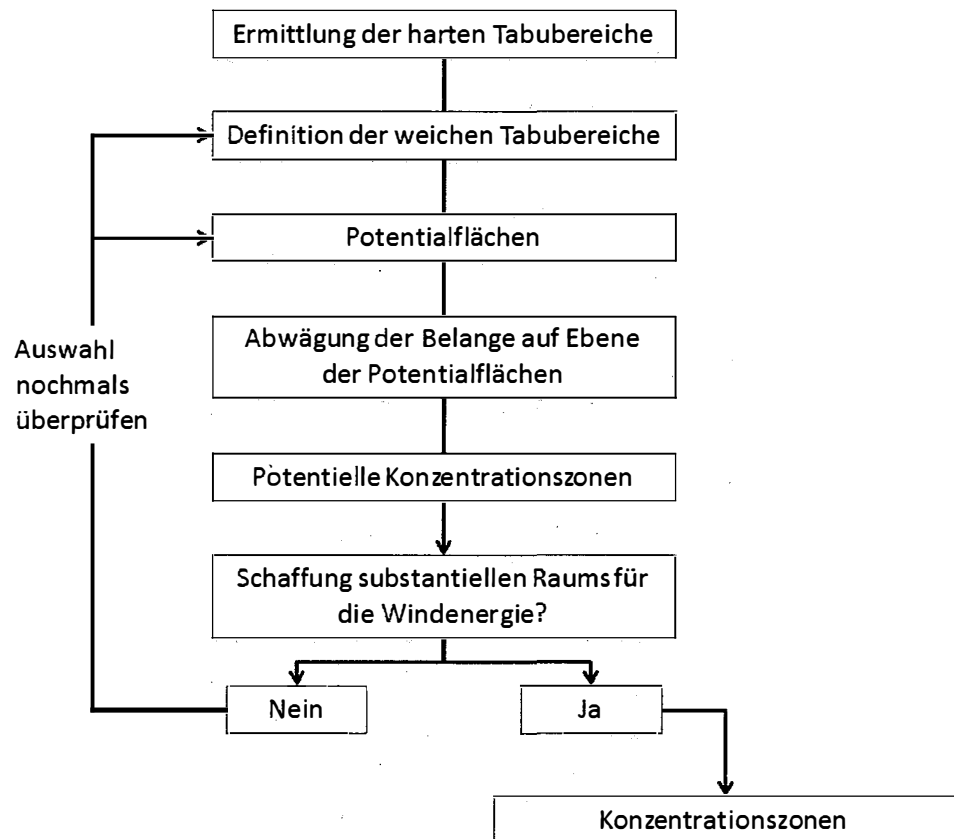 Ermittlung der harten Tabubereiche
Definition der weichen Tabubereiche
Potentialflächen
Abwägung der Belange auf Ebene
der Potentialflächen
Auswahl
nochmals
überprüfen
Potentielle Konzentrationszonen
Schaffung substantiellen Raums für
die Windenergie?
Nein
Ja
Konzentrationszonen